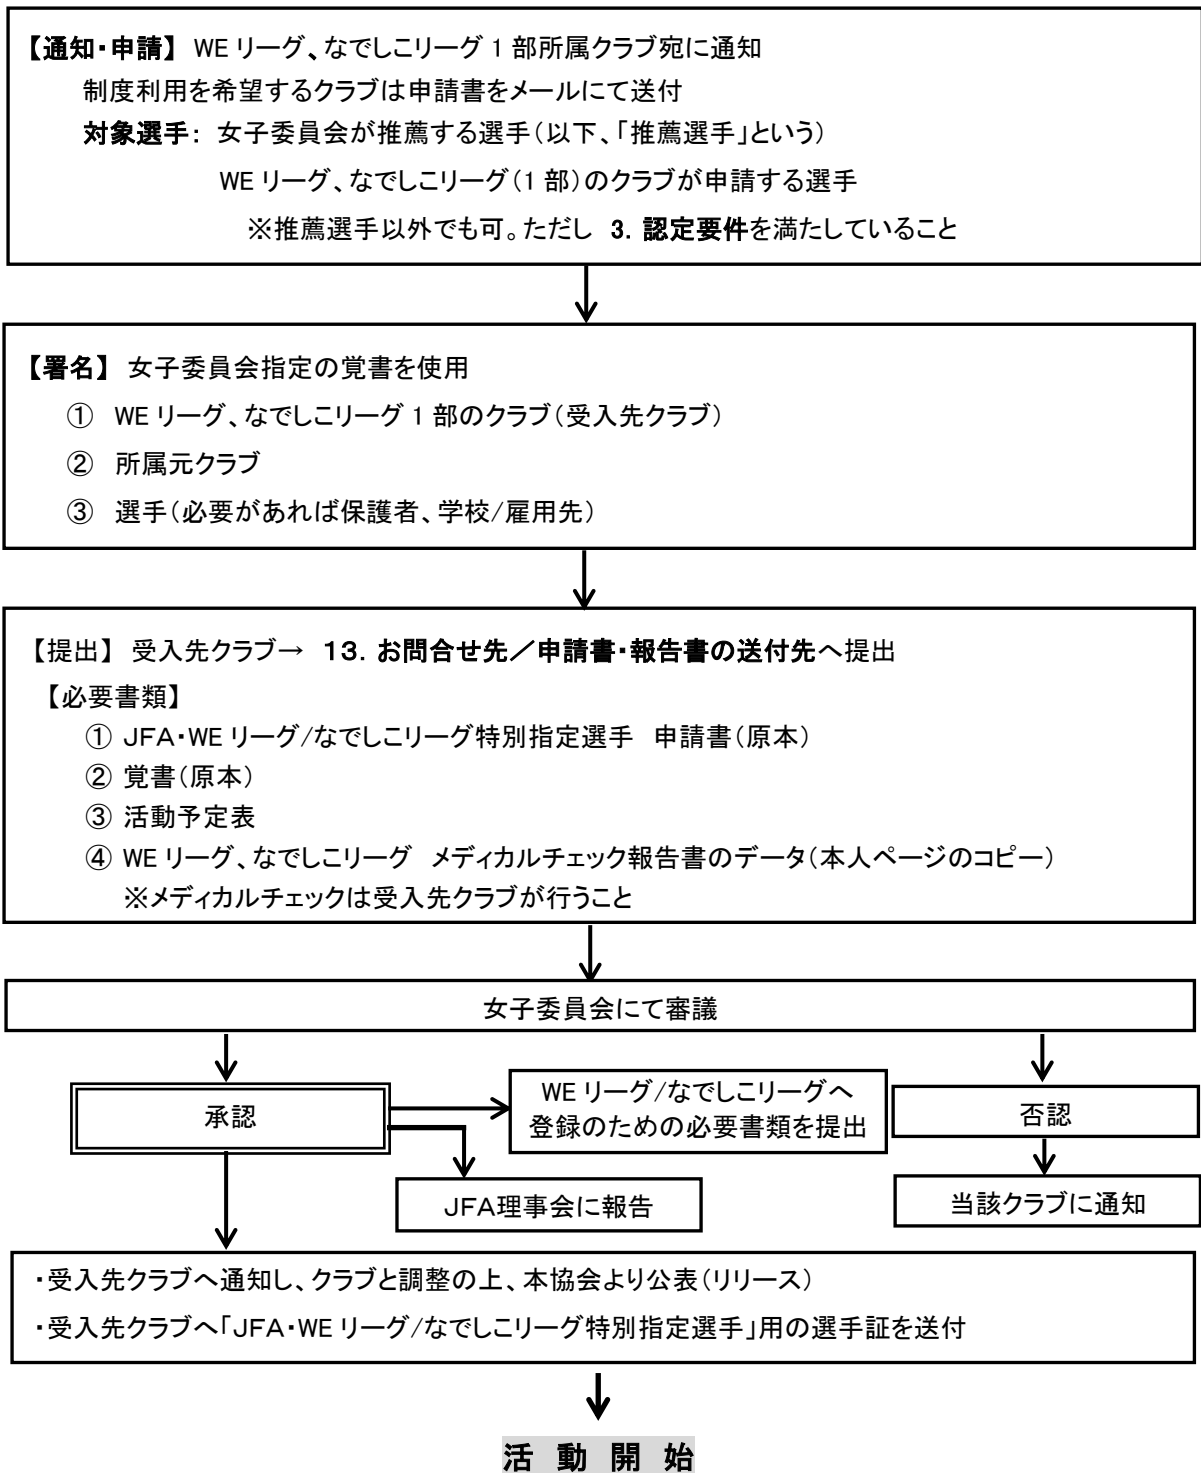 【通知・申請】 WE リーグ、なでしこリーグ 1 部所属クラブ宛に通知
制度利用を希望するクラブは申請書をメールにて送付
対象選手： 女子委員会が推薦する選手（以下、「推薦選手」という）
WE リーグ、なでしこリーグ（1 部）のクラブが申請する選手
※推薦選手以外でも可。ただし 3．認定要件を満たしていること
【署名】 女子委員会指定の覚書を使用
① WE リーグ、なでしこリーグ 1 部のクラブ（受入先クラブ）
② 所属元クラブ
③ 選手（必要があれば保護者、学校/雇用先）
【提出】 受入先クラブ→ 13．お問合せ先／申請書・報告書の送付先へ提出
【必要書類】
① JFA・WE リーグ/なでしこリーグ特別指定選手 申請書（原本）
② 覚書（原本）
③ 活動予定表
④ WE リーグ、なでしこリーグ メディカルチェック報告書のデータ（本人ページのコピー）
※メディカルチェックは受入先クラブが行うこと
女子委員会にて審議
承認
WE リーグ/なでしこリーグへ
登録のための必要書類を提出
否認
JFA理事会に報告
当該クラブに通知
・受入先クラブへ通知し、クラブと調整の上、本協会より公表（リリース）
・受入先クラブへ「JFA・WE リーグ/なでしこリーグ特別指定選手」用の選手証を送付
活 動 開 始